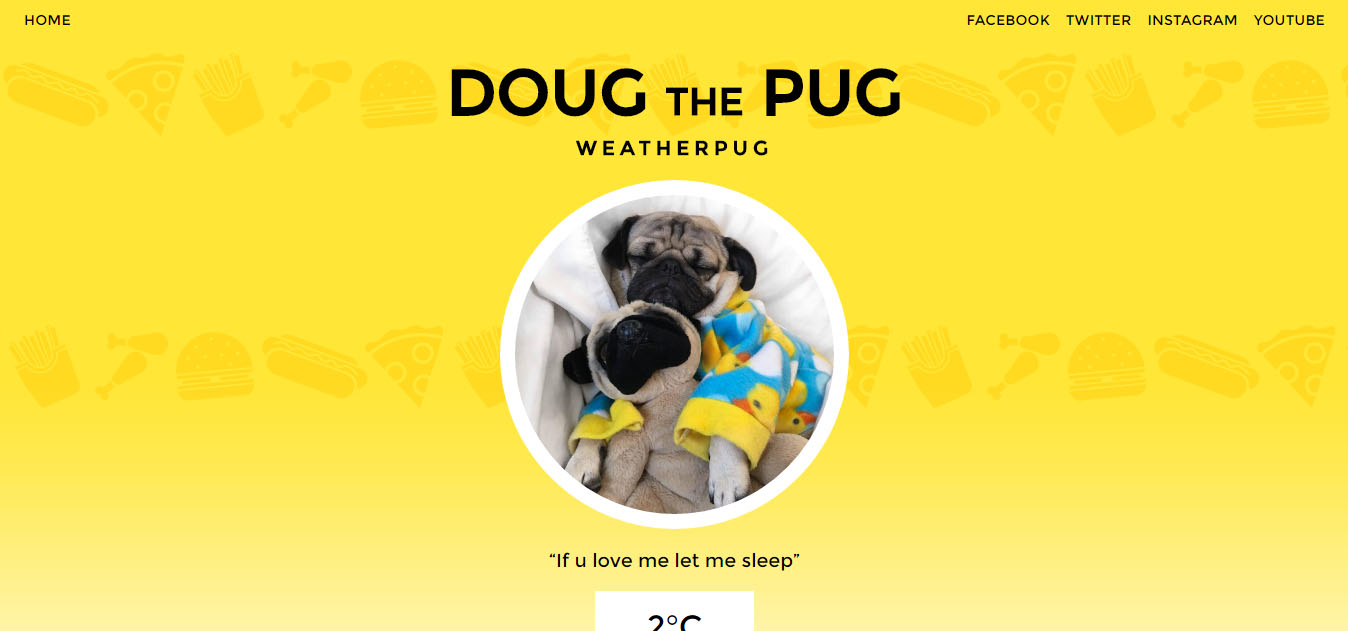 HOME FACEBOOK TWITTER INSTAGRAM YOUTUBE
DOUG THE PUG
WEATHERPUG
“If u love me let me sleep”
2°C